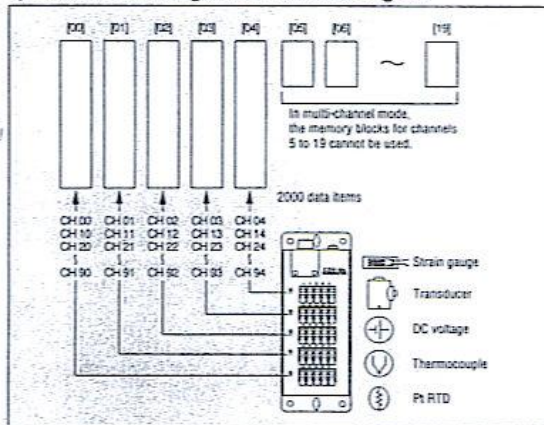 [00] [01] [02] [03] [04] [05] [06] ~ [19]
In multi-channel mode,
the memory blocks for channels
5 to 19 cannot be used.
2000 data items
CH 00 CH 01 CH 02 CH 03 CH 04
CH 10 CH 11 CH 12 CH 13 CH 14
CH 20 CH 21 CH 22 CH 23 CH 24
CH 90 CH 91 CH 92 CH 93 CH 94
Strain gauge
Transducer
DC voltage
Thermocouple
Pt RTD